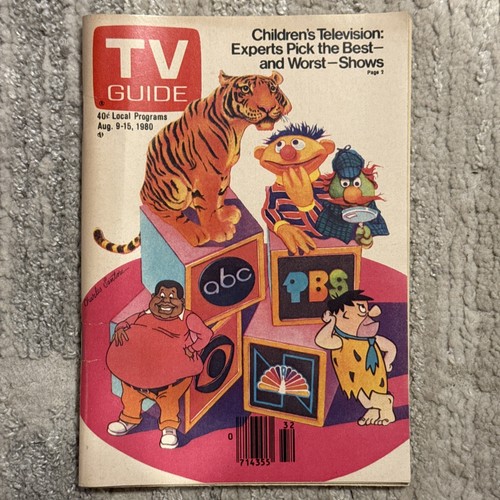 TV
GUIDE
®
40¢ Local Programs
Aug. 9-15, 1980
Children's Television:
Experts Pick the Best—
and Worst—Shows
Page 2
abc
PBS
0
714355
32